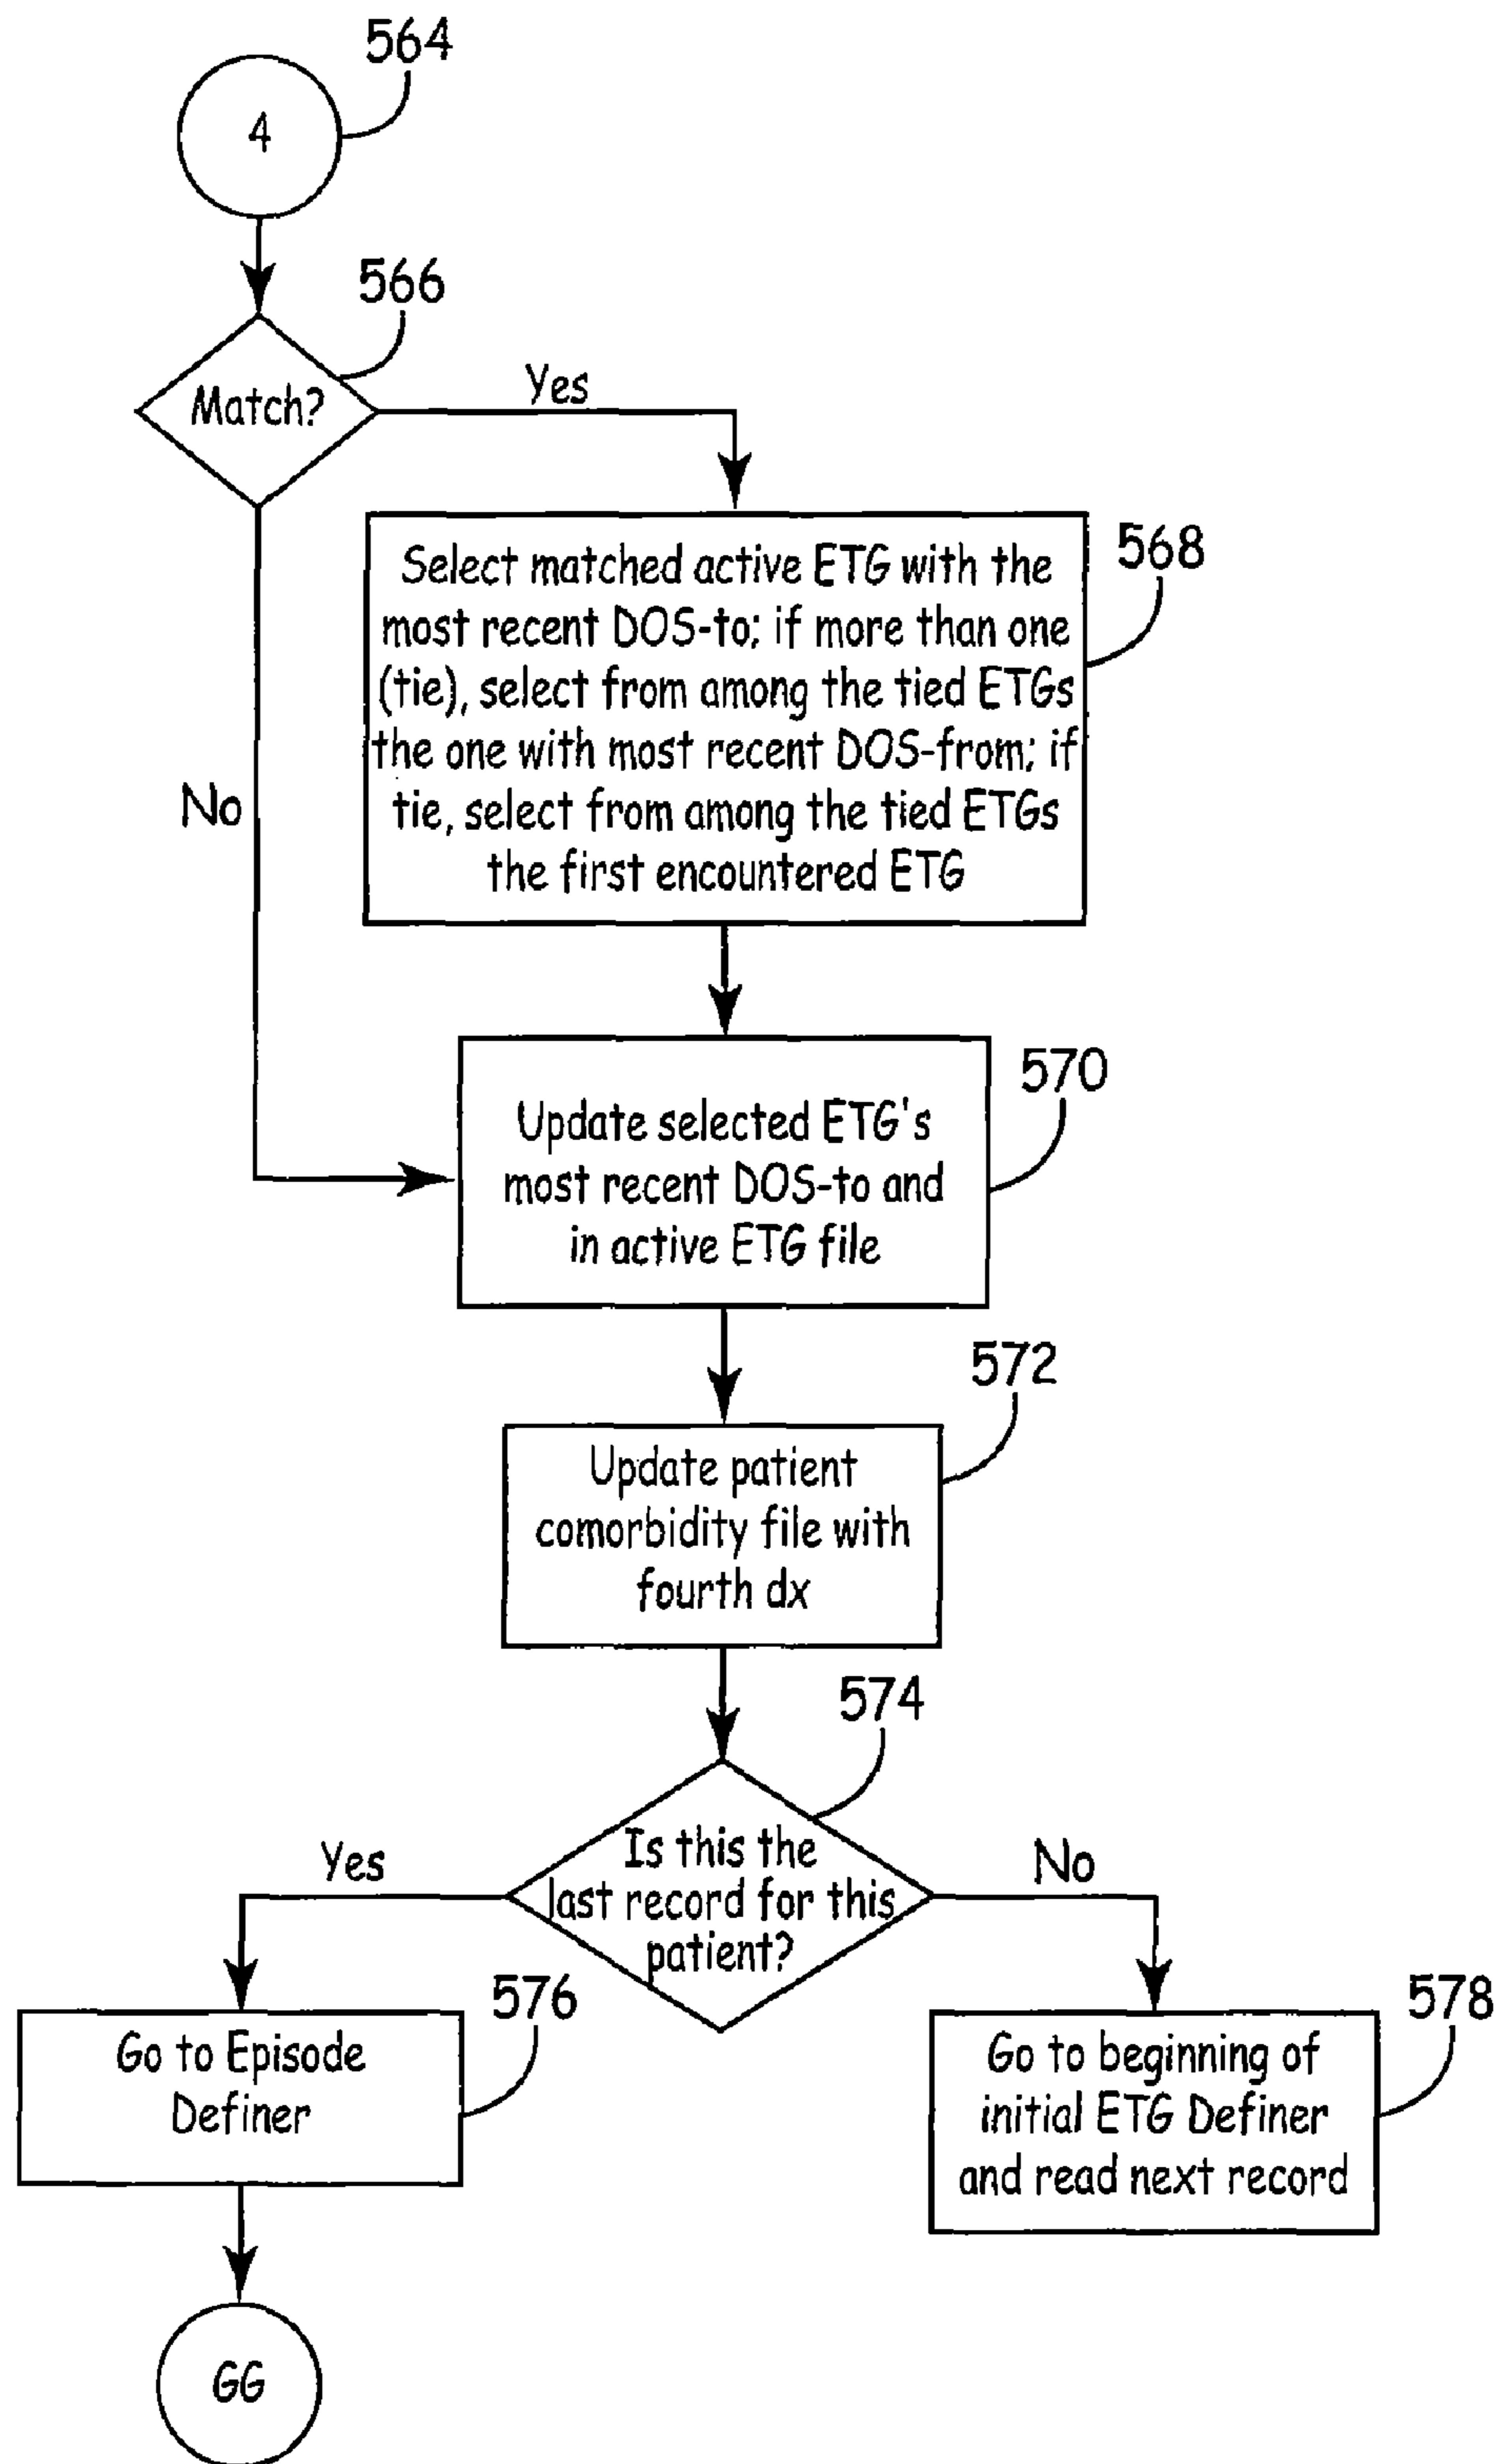 564
4
566
Match?
Yes
Select matched active ETG with the
most recent DOS-to; if more than one
(tie), select from among the tied ETGs
the one with most recent DOS-from; if
tie, select from among the tied ETGs
the first encountered ETG
568
No
570
Update selected ETG's
most recent DOS-to and
in active ETG file
572
Update patient
comorbidity file with
fourth dx
574
Is this the
last record for this
patient?
Yes
No
576
Go to Episode
Definer
578
Go to beginning of
initial ETG Definer
and read next record
GG